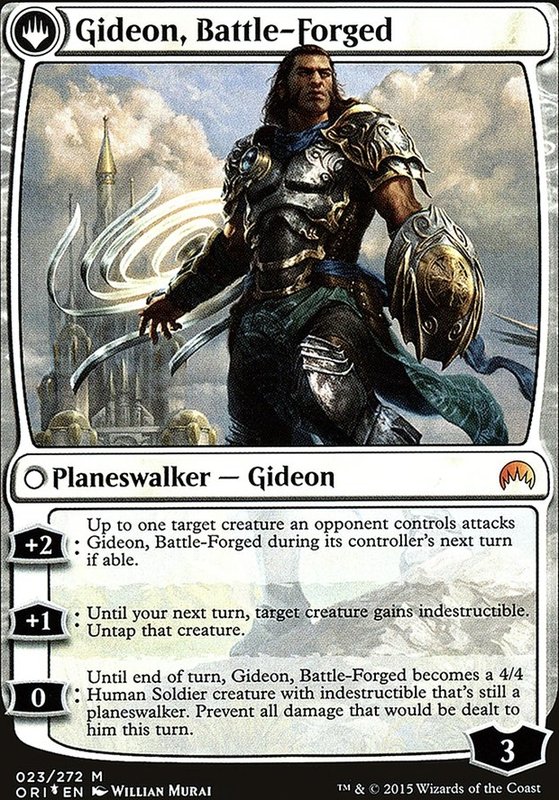 Gideon, Battle-Forged
Planeswalker — Gideon
+2: Up to one target creature an opponent controls attacks
Gideon, Battle-Forged during its controller's next turn
if able.
+1: Until your next turn, target creature gains indestructible.
Untap that creature.
0: Until end of turn, Gideon, Battle-Forged becomes a 4/4
Human Soldier creature with indestructible that's still a
planeswalker. Prevent all damage that would be dealt to
him this turn.
3
023/272 M
ORI★EN Willian Murai
™ & © 2015 Wizards of the Coast